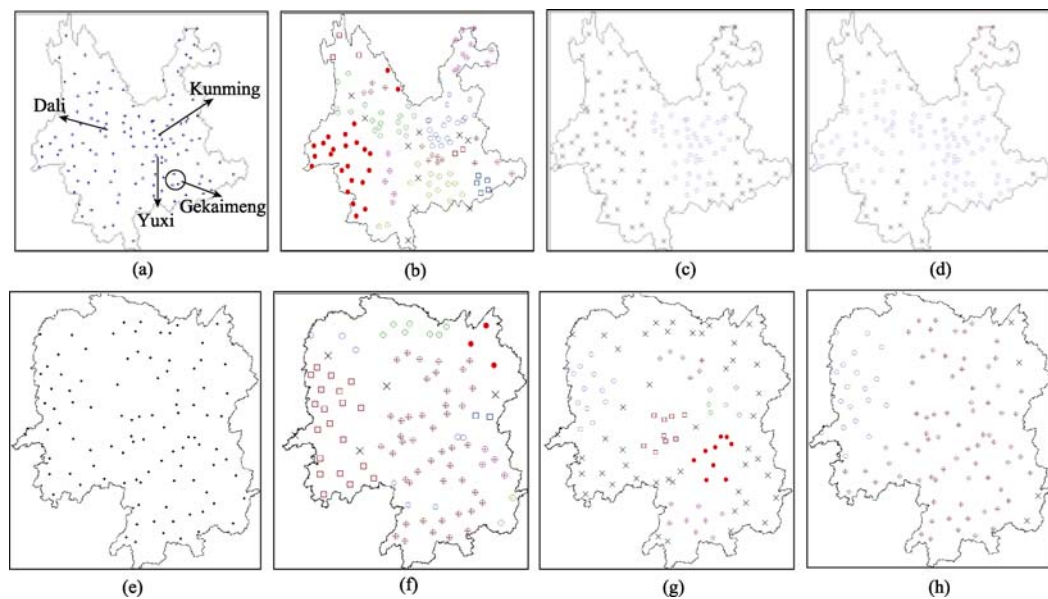 Kunming
Dali
Gekaimeng
Yuxi
(a)
(b)
(c)
(d)
(e)
(f)
(g)
(h)